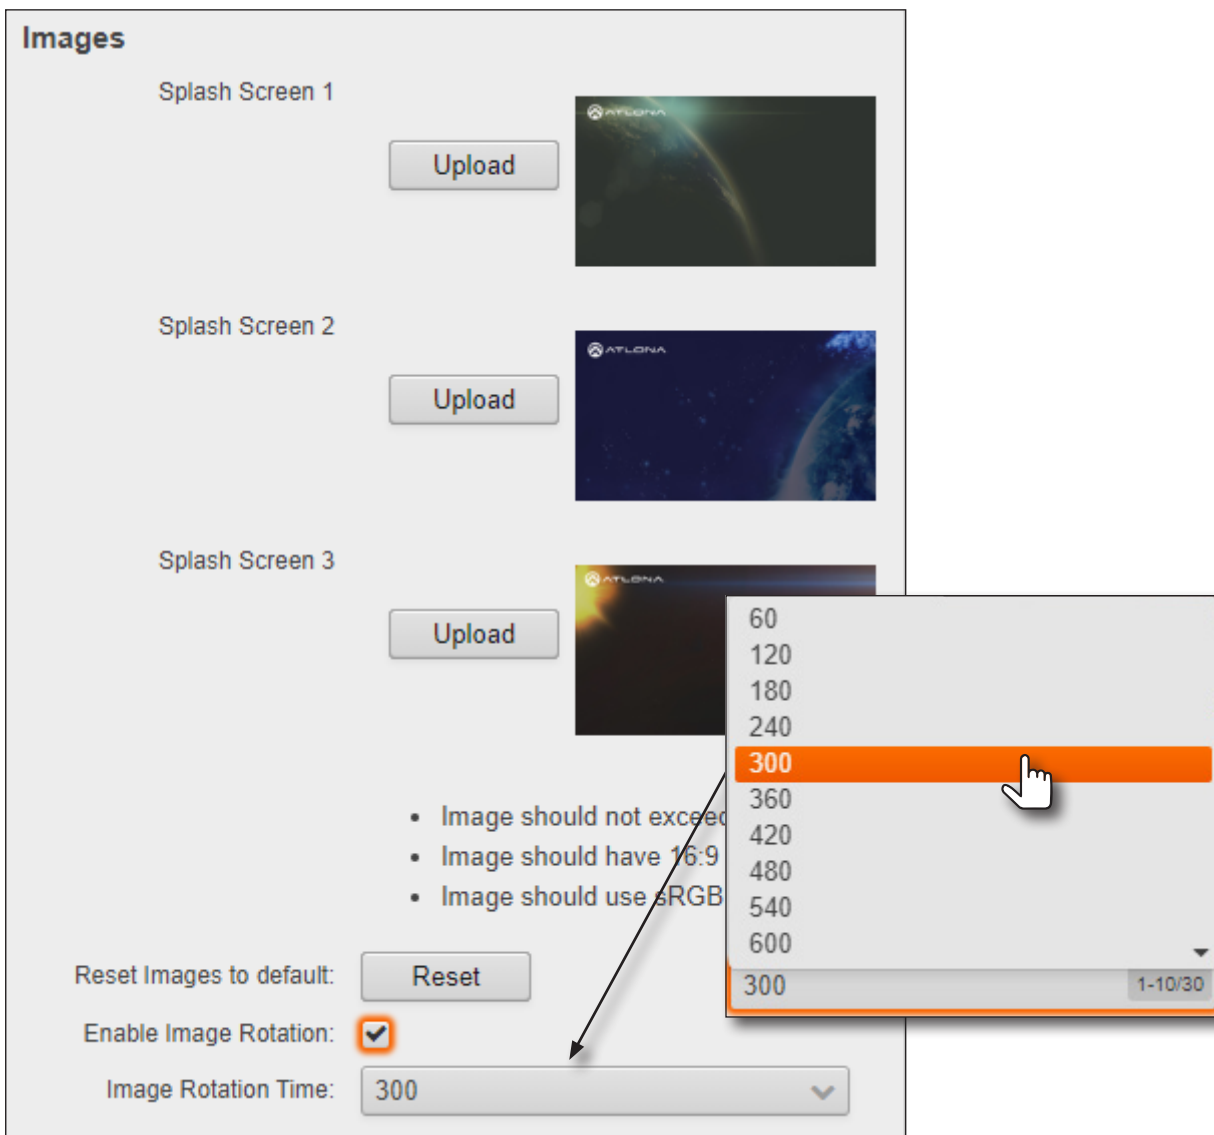 Images
Splash Screen 1
ATLONA
Upload
Splash Screen 2
ATLONA
Upload
Splash Screen 3
ATLONA
Upload
60
120
180
240
300
360
420
480
540
600
300
1-10/30
• Image should not exceed
• Image should have 16:9
• Image should use sRGB
Reset Images to default:
Reset
Enable Image Rotation:
Image Rotation Time:
300